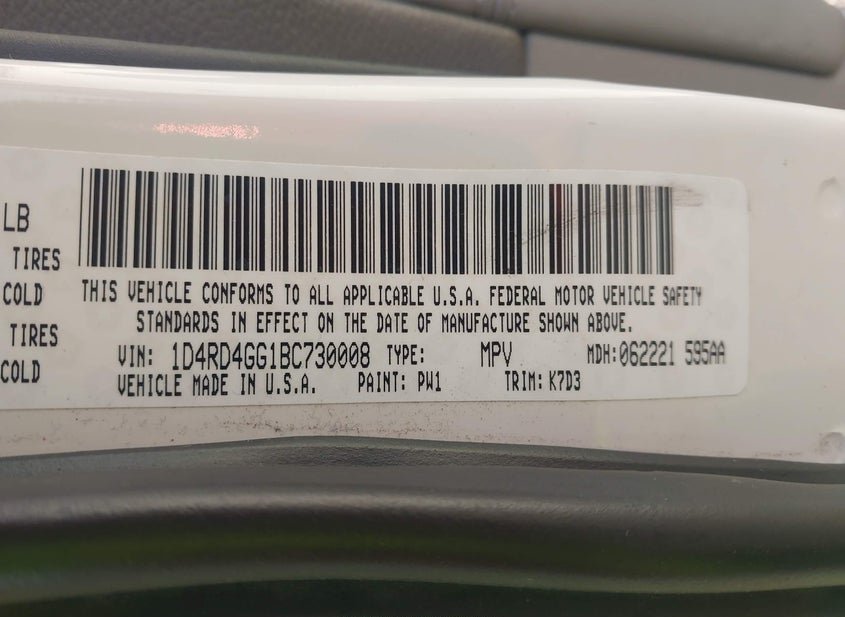 LB
TIRES
COLD
TIRES
COLD
THIS VEHICLE CONFORMS TO ALL APPLICABLE U.S.A. FEDERAL MOTOR VEHICLE SAFETY
STANDARDS IN EFFECT ON THE DATE OF MANUFACTURE SHOWN ABOVE.
VIN: 1D4RD4GG1BC730008 TYPE: MPV MDH:062221 595AA
VEHICLE MADE IN U.S.A. PAINT: PW1 TRIM: K7D3